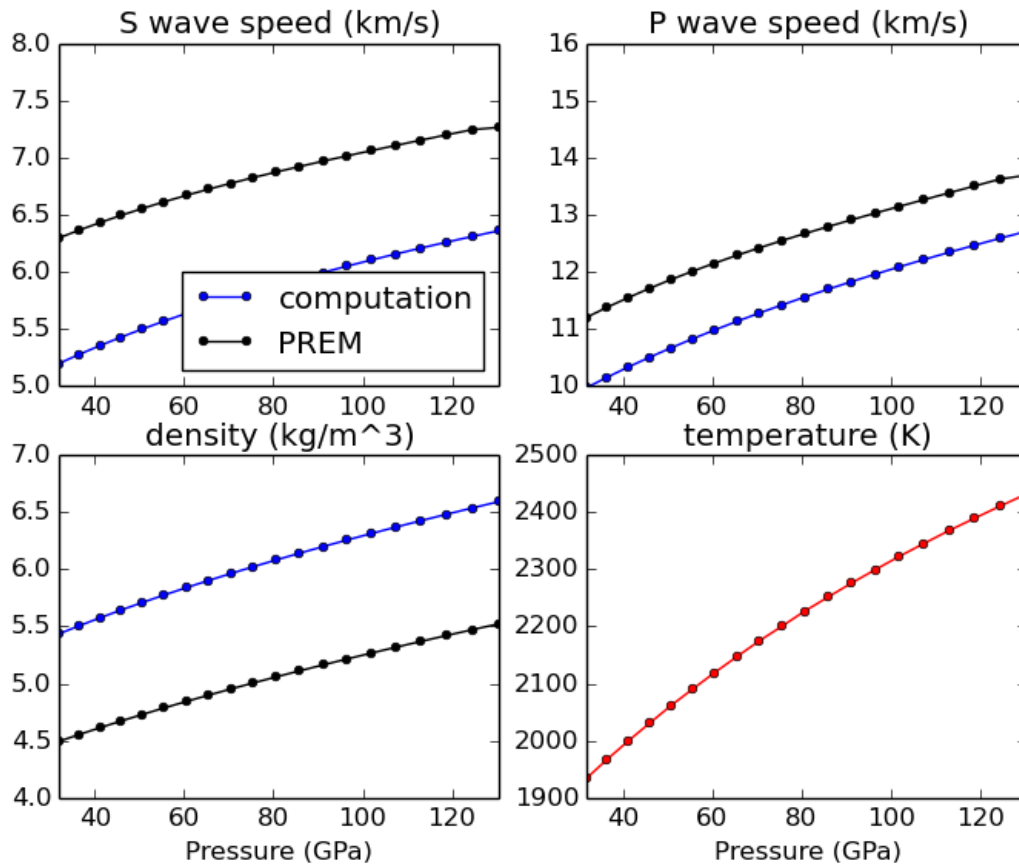 S wave speed (km/s)
P wave speed (km/s)
8.0
7.5
7.0
6.5
6.0
5.5
5.0
40 60 80 100 120
computation
PREM
16
15
14
13
12
11
10
40 60 80 100 120
density (kg/m^3)
temperature (K)
7.0
6.5
6.0
5.5
5.0
4.5
4.0
40 60 80 100 120
Pressure (GPa)
2500
2400
2300
2200
2100
2000
1900
40 60 80 100 120
Pressure (GPa)